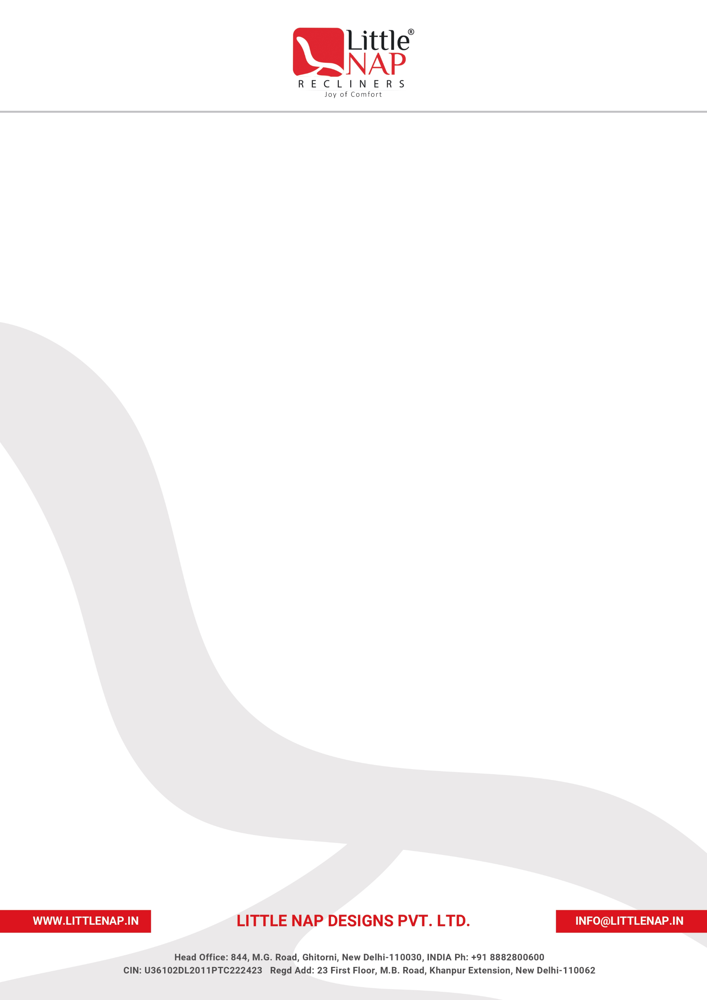 Little®
NAP
RECLINERS
Joy of Comfort
WWW.LITTLENAP.IN
LITTLE NAP DESIGNS PVT. LTD.
INFO@LITTLENAP.IN
Head Office: 844, M.G. Road, Ghitorni, New Delhi-110030, INDIA Ph: +91 8882800600
CIN: U36102DL2011PTC222423 Regd Add: 23 First Floor, M.B. Road, Khanpur Extension, New Delhi-110062